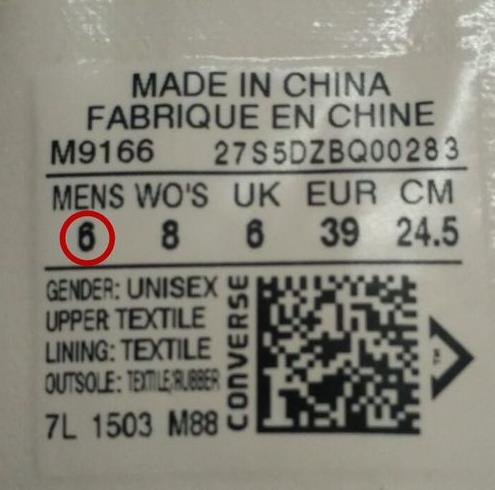 MADE IN CHINA
FABRIQUE EN CHINE
M9166 27S5DZBQ00283
MENS WO'S UK EUR CM
6 8 6 39 24.5
GENDER: UNISEX
UPPER TEXTILE
LINING: TEXTILE
OUTSOLE: TEXTILE/RUBBER
7L 1503 M88
CONVERSE